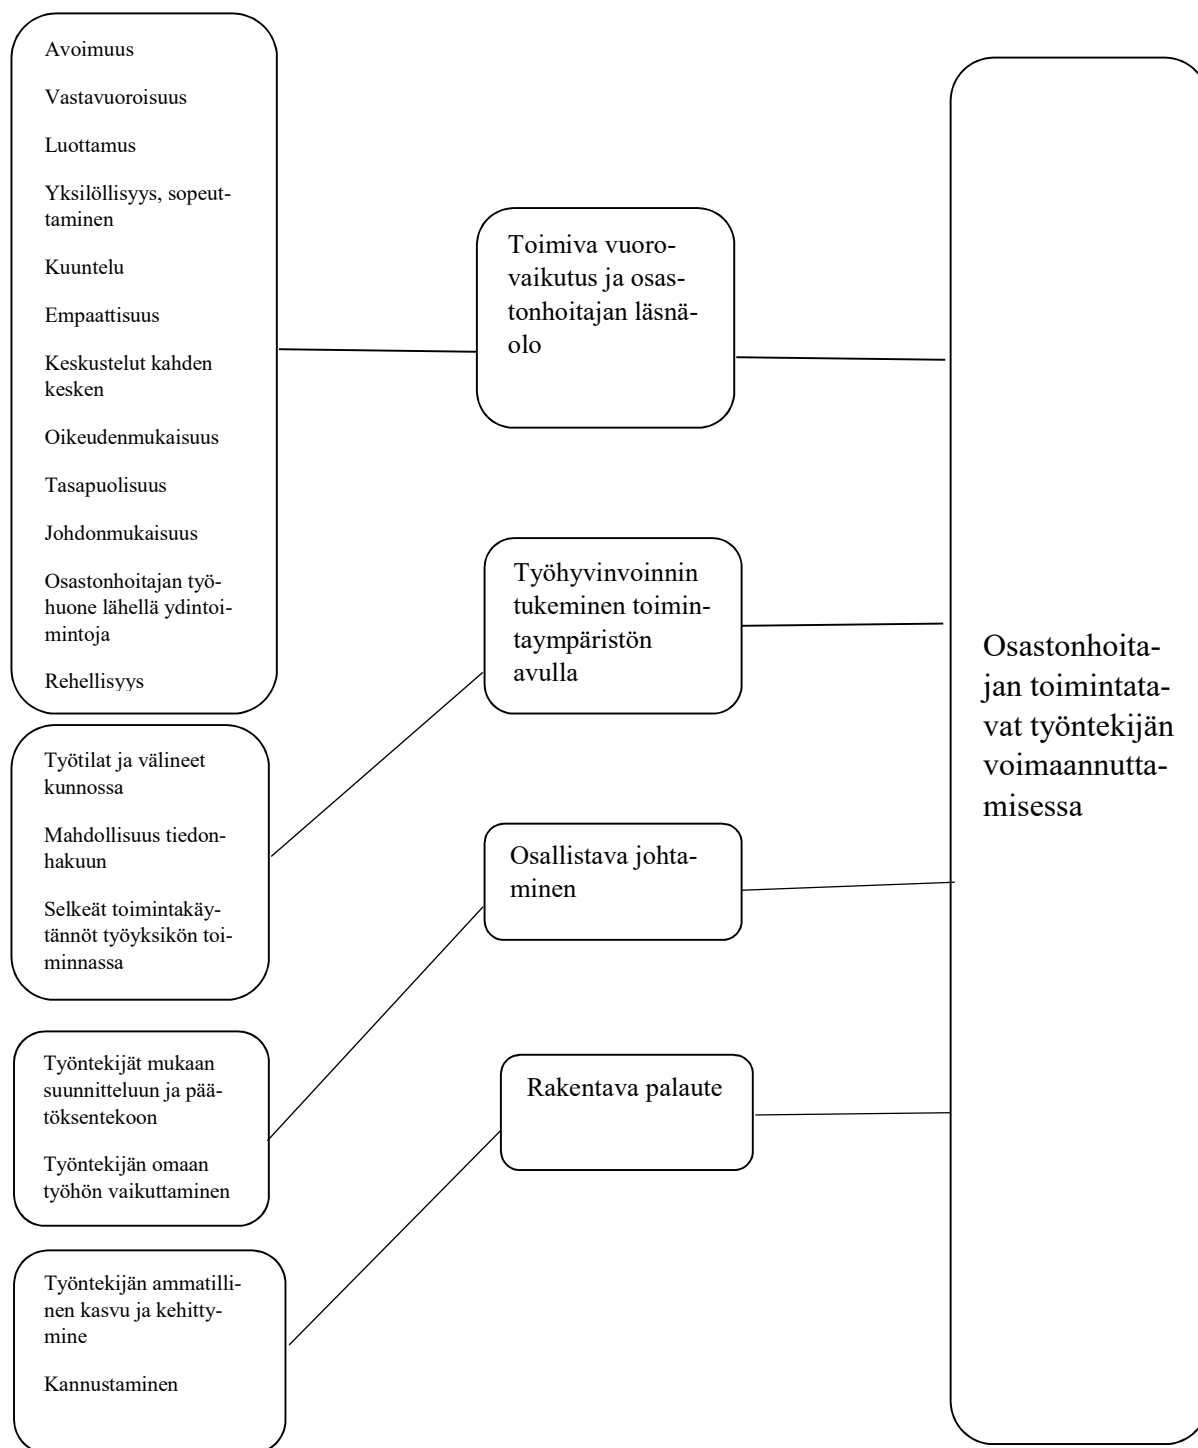 Avoimuus
Vastavuoroisuus
Luottamus
Yksilöllisyys, sopeut-
taminen
Kuuntelu
Empaattisuus
Keskustelut kahden
kesken
Oikeudenmukaisuus
Tasapuolisuus
Johdonmukaisuus
Osastonhoitajan työ-
huone lähellä ydintoi-
mintoja
Rehellisyys
Työtilat ja välineet
kunnossa
Mahdollisuus tiedon-
hakuun
Selkeät toimintakäy-
tännöt työyksikön toi-
minnassa
Työntekijät mukaan
suunnitteluun ja pää-
töksentekoon
Työntekijän omaan
työhön vaikuttaminen
Työntekijän ammatilli-
nen kasvu ja kehitty-
mine
Kannustaminen
Toimiva vuoro-
vaikutus ja osas-
tonhoitajan läsnä-
olo
Työhyvinvoinnin
tukeminen toimin-
taympäristön
avulla
Osallistava johta-
minen
Rakentava palaute
Osastonhoita-
jan toimintata-
vat työntekijän
voimaannutta-
misessa